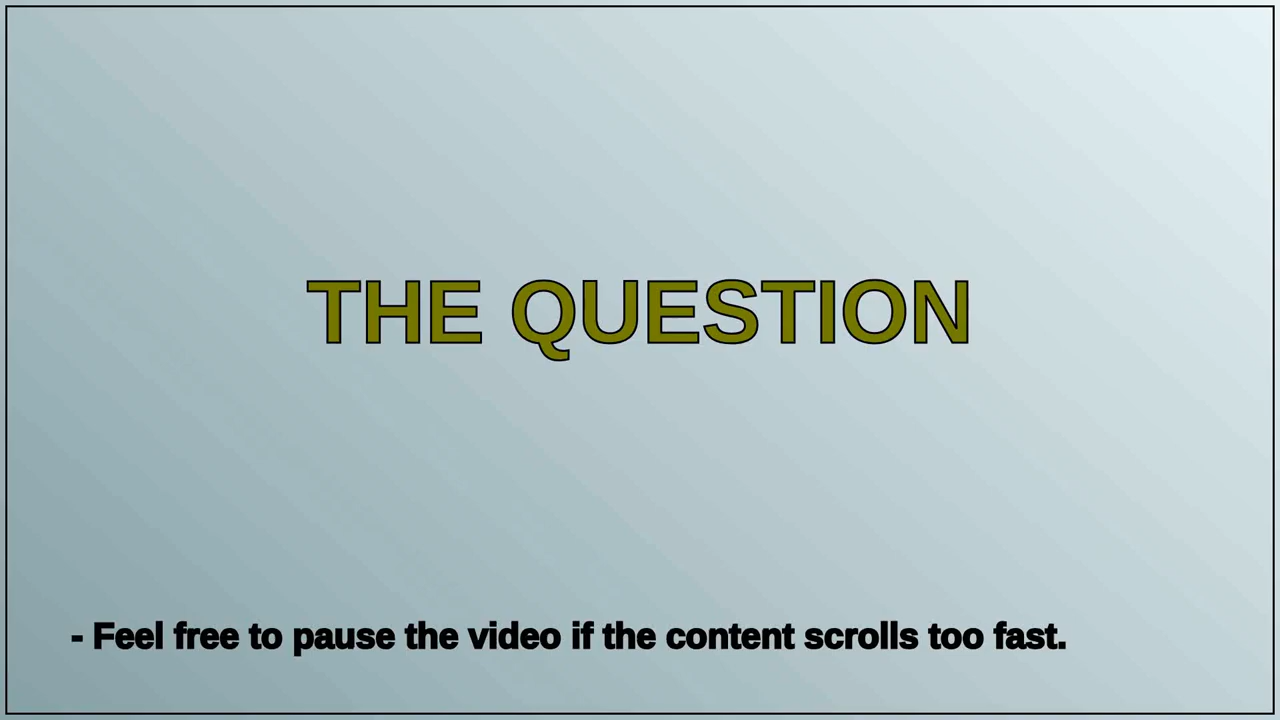 THE QUESTION
- Feel free to pause the video if the content scrolls too fast.